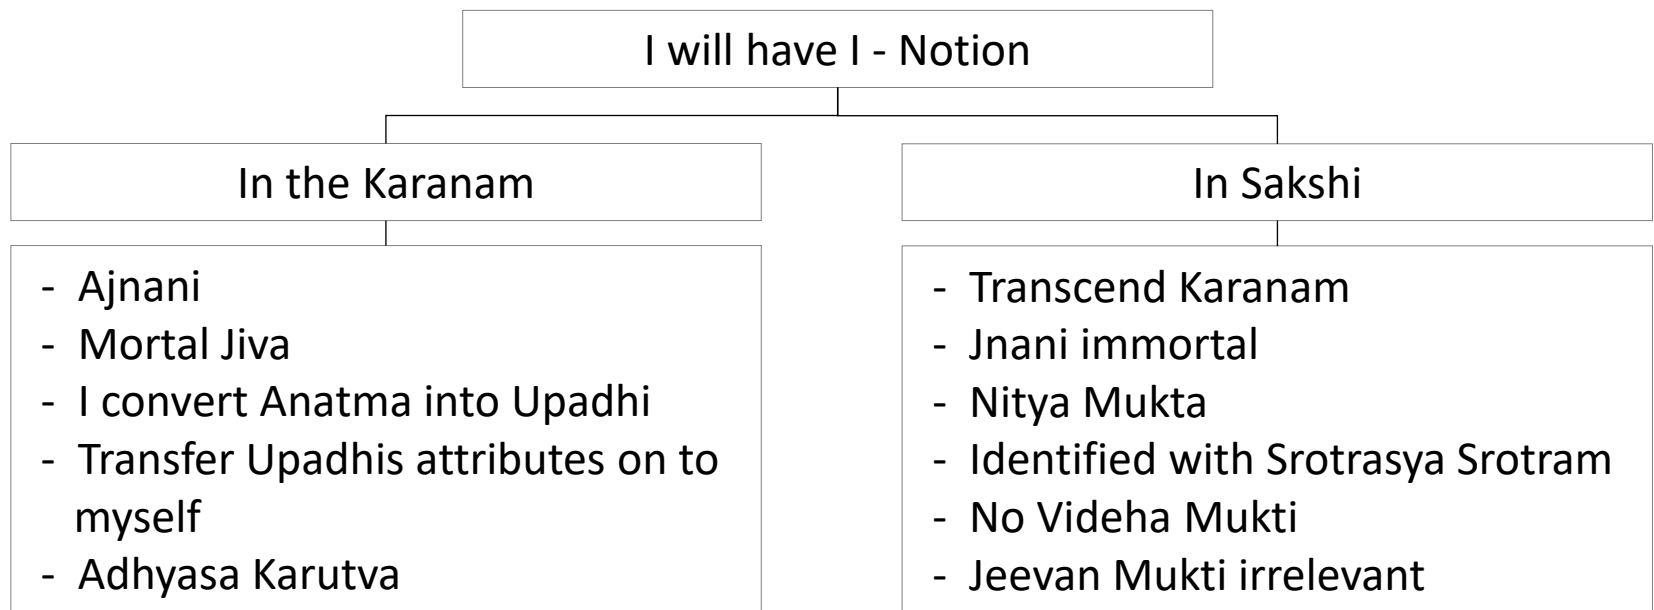 I will have I - Notion
In the Karanam
In Sakshi
- Ajnani
- Mortal Jiva
- I convert Anatma into Upadhi
- Transfer Upadhis attributes on to
myself
- Adhyasa Karutva
- Transcend Karanam
- Jnani immortal
- Nitya Mukta
- Identified with Srotrasya Srotram
- No Videha Mukti
- Jeevan Mukti irrelevant